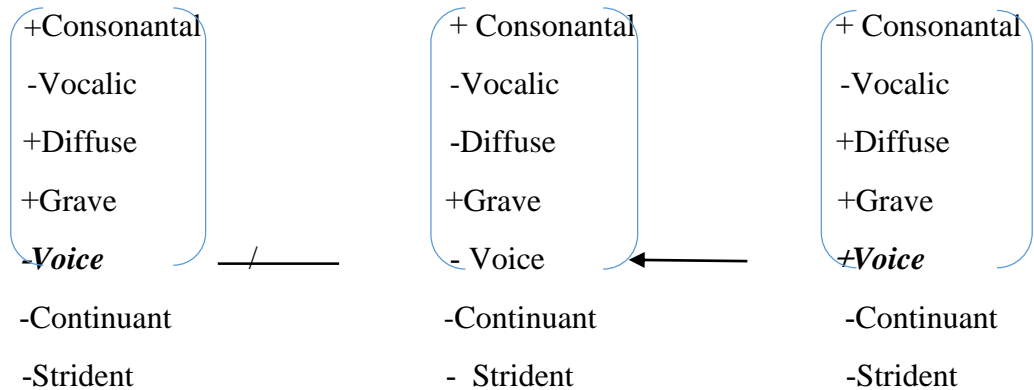 +Consonantal + Consonantal + Consonantal
-Vocalic -Vocalic -Vocalic
+Diffuse -Diffuse +Diffuse
+Grave +Grave +Grave
-Voice / - Voice +Voice
-Continuant -Continuant -Continuant
-Strident - Strident -Strident